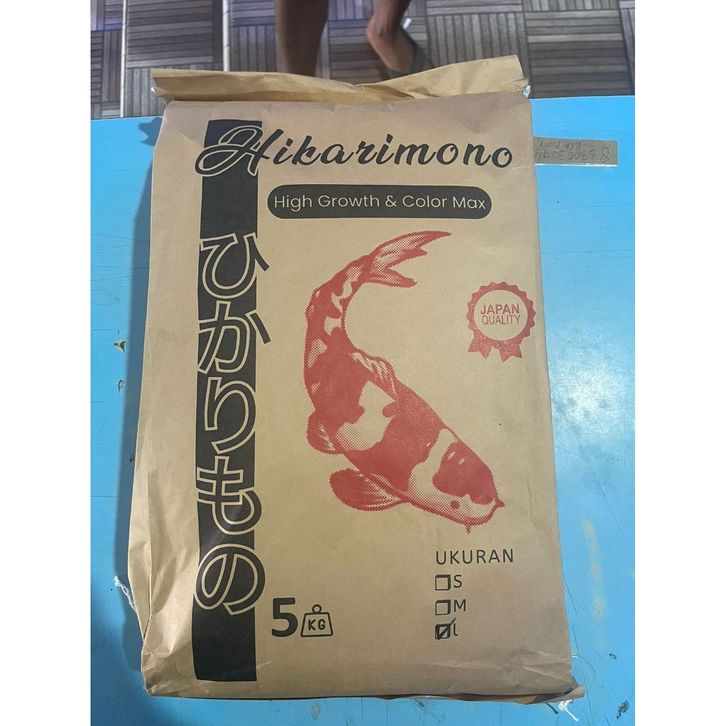 Hikarimono
High Growth & Color Max
ひかりもの
JAPAN
QUALITY
UKURAN
S
M
L
5 KG